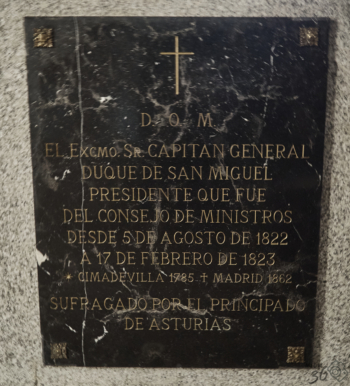 D. O. M.
EL EXCMO. SR. CAPITAN GENERAL
DUQUE DE SAN MIGUEL
PRESIDENTE QUE FUE
DEL CONSEJO DE MINISTROS
DESDE 5 DE AGOSTO DE 1822
A 17 DE FEBRERO DE 1823
* CIMADEVILLA 1785 ✝ MADRID 1862
SUFRAGADO POR EL PRINCIPADO
DE ASTURIAS